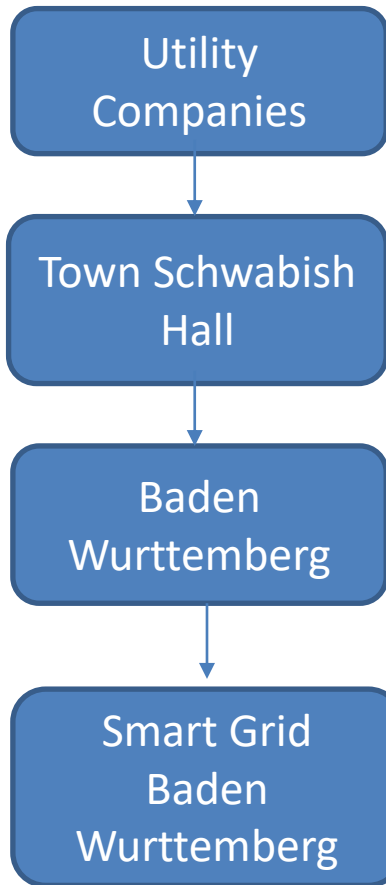 Utility
Companies
Town Schwabish
Hall
Baden
Wurttemberg
Smart Grid
Baden
Wurttemberg